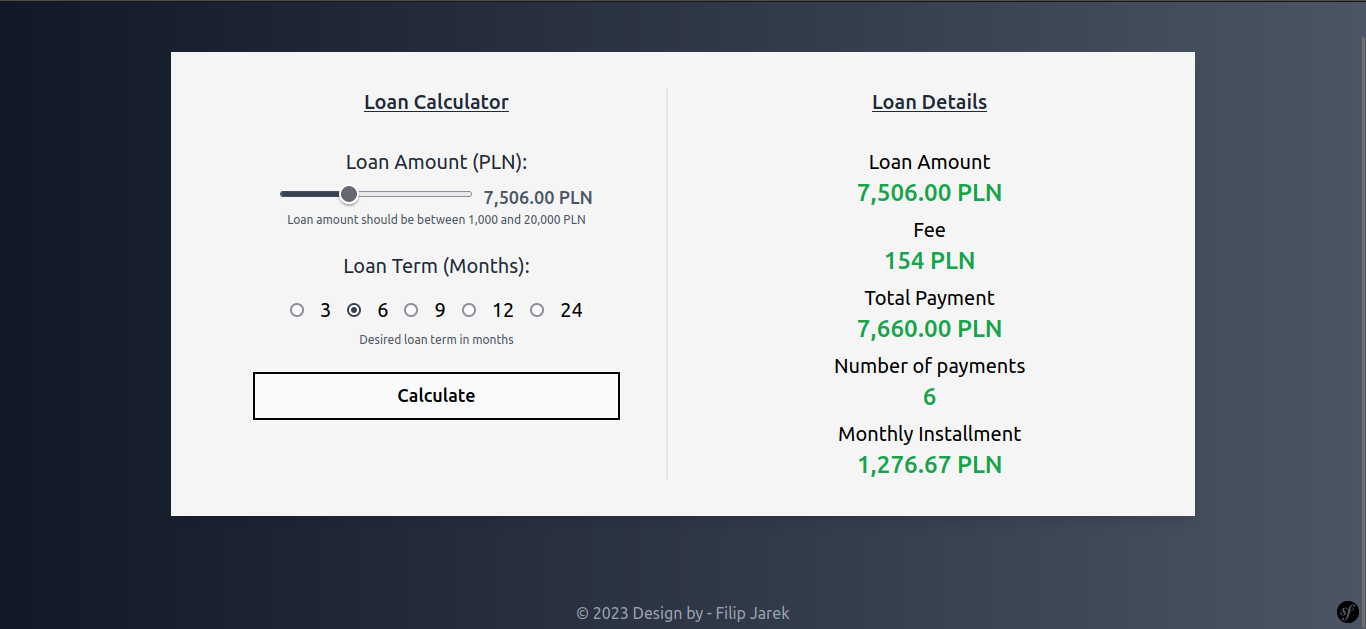 Loan Calculator
Loan Amount (PLN):
7,506.00 PLN
Loan amount should be between 1,000 and 20,000 PLN
Loan Term (Months):
3 6 9 12 24
Desired loan term in months
Calculate
Loan Details
Loan Amount
7,506.00 PLN
Fee
154 PLN
Total Payment
7,660.00 PLN
Number of payments
6
Monthly Installment
1,276.67 PLN
© 2023 Design by - Filip Jarek
sf